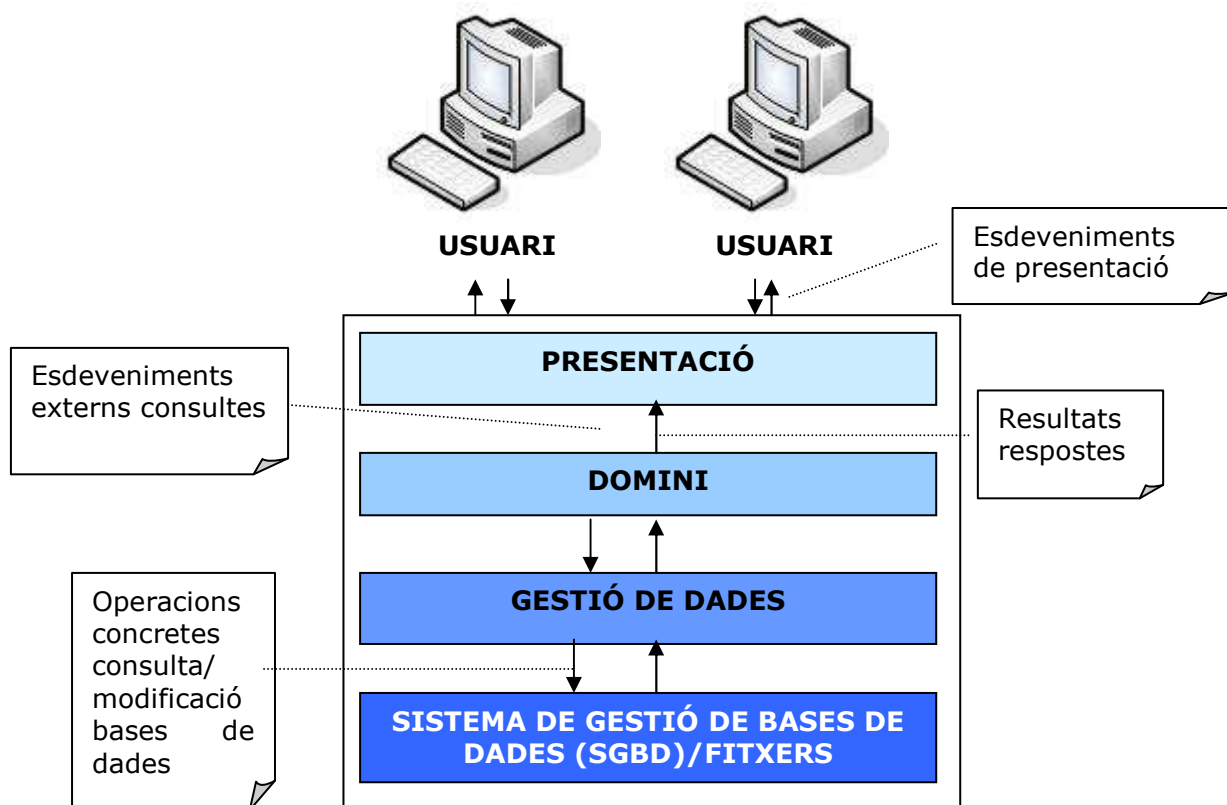 USUARI
USUARI
Esdeveniments
de presentació
PRESENTACIÓ
Esdeveniments
externs consultes
Resultats
respostes
DOMINI
GESTIÓ DE DADES
Operacions
concretes
consulta/
modificació
bases de
dades
SISTEMA DE GESTIÓ DE BASES DE
DADES (SGBD)/FITXERS